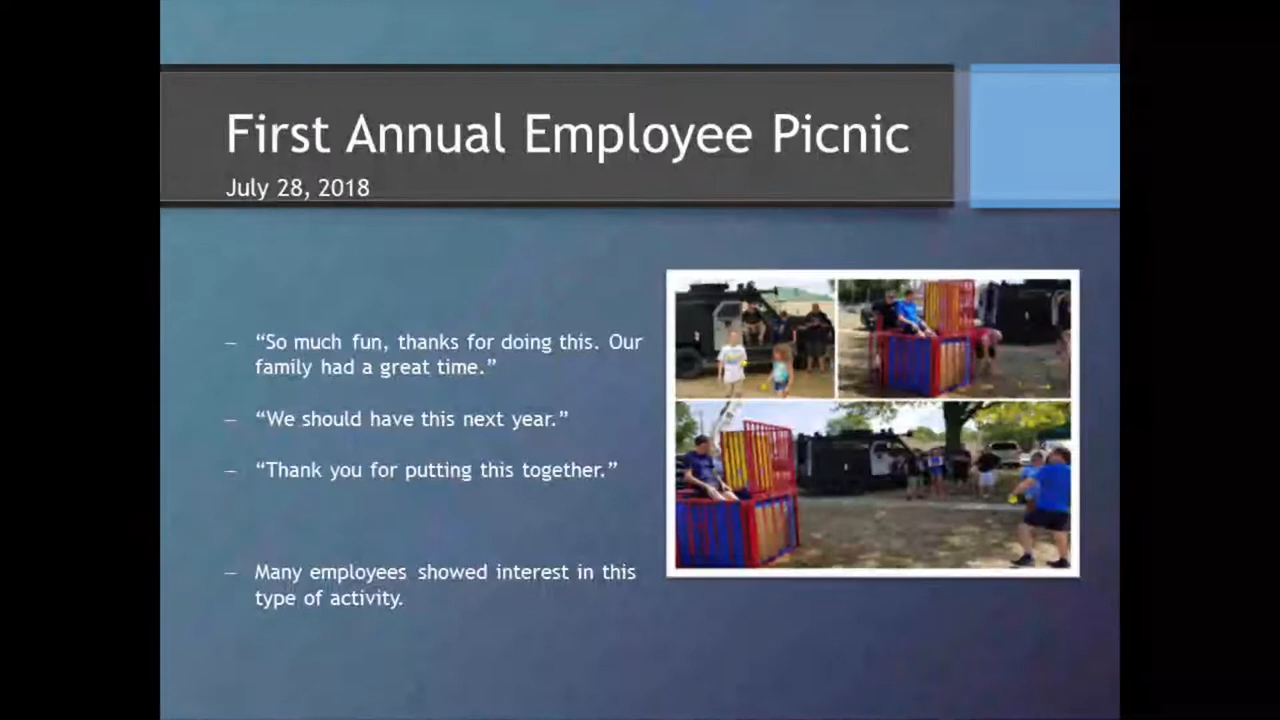 First Annual Employee Picnic
July 28, 2018
– “So much fun, thanks for doing this. Our
family had a great time.”
– “We should have this next year.”
– “Thank you for putting this together.”
– Many employees showed interest in this
type of activity.